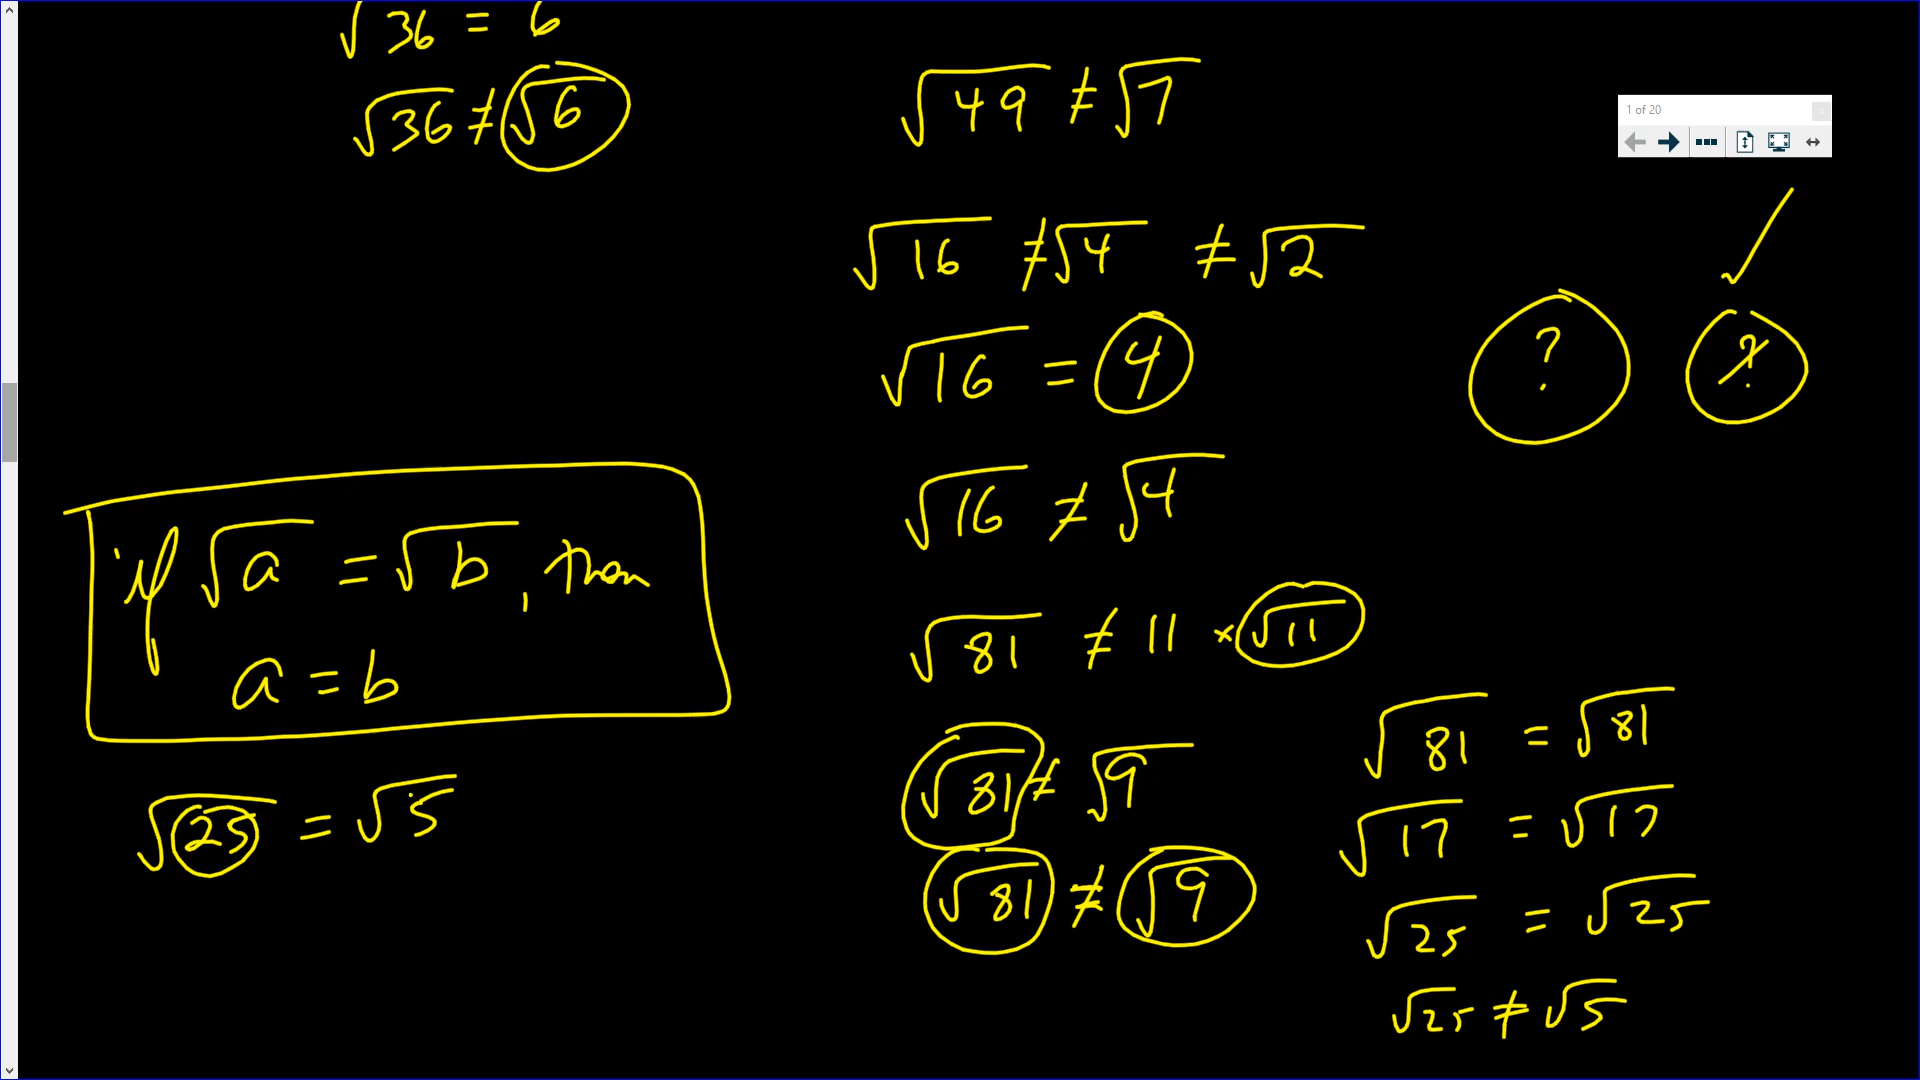 √36 = 6
√36 ≠ √6
√49 ≠ √7
1 of 20
√16 ≠ √4 ≠ √2
√16 = 4
? ?
√16 ≠ √4
if √a = √b, then
a = b
√81 ≠ 11 × √11
√81 = √81
√81 ≠ √9
√25 = √5
√17 = √17
√81 ≠ √9
√25 = √25
√25 ≠ √5